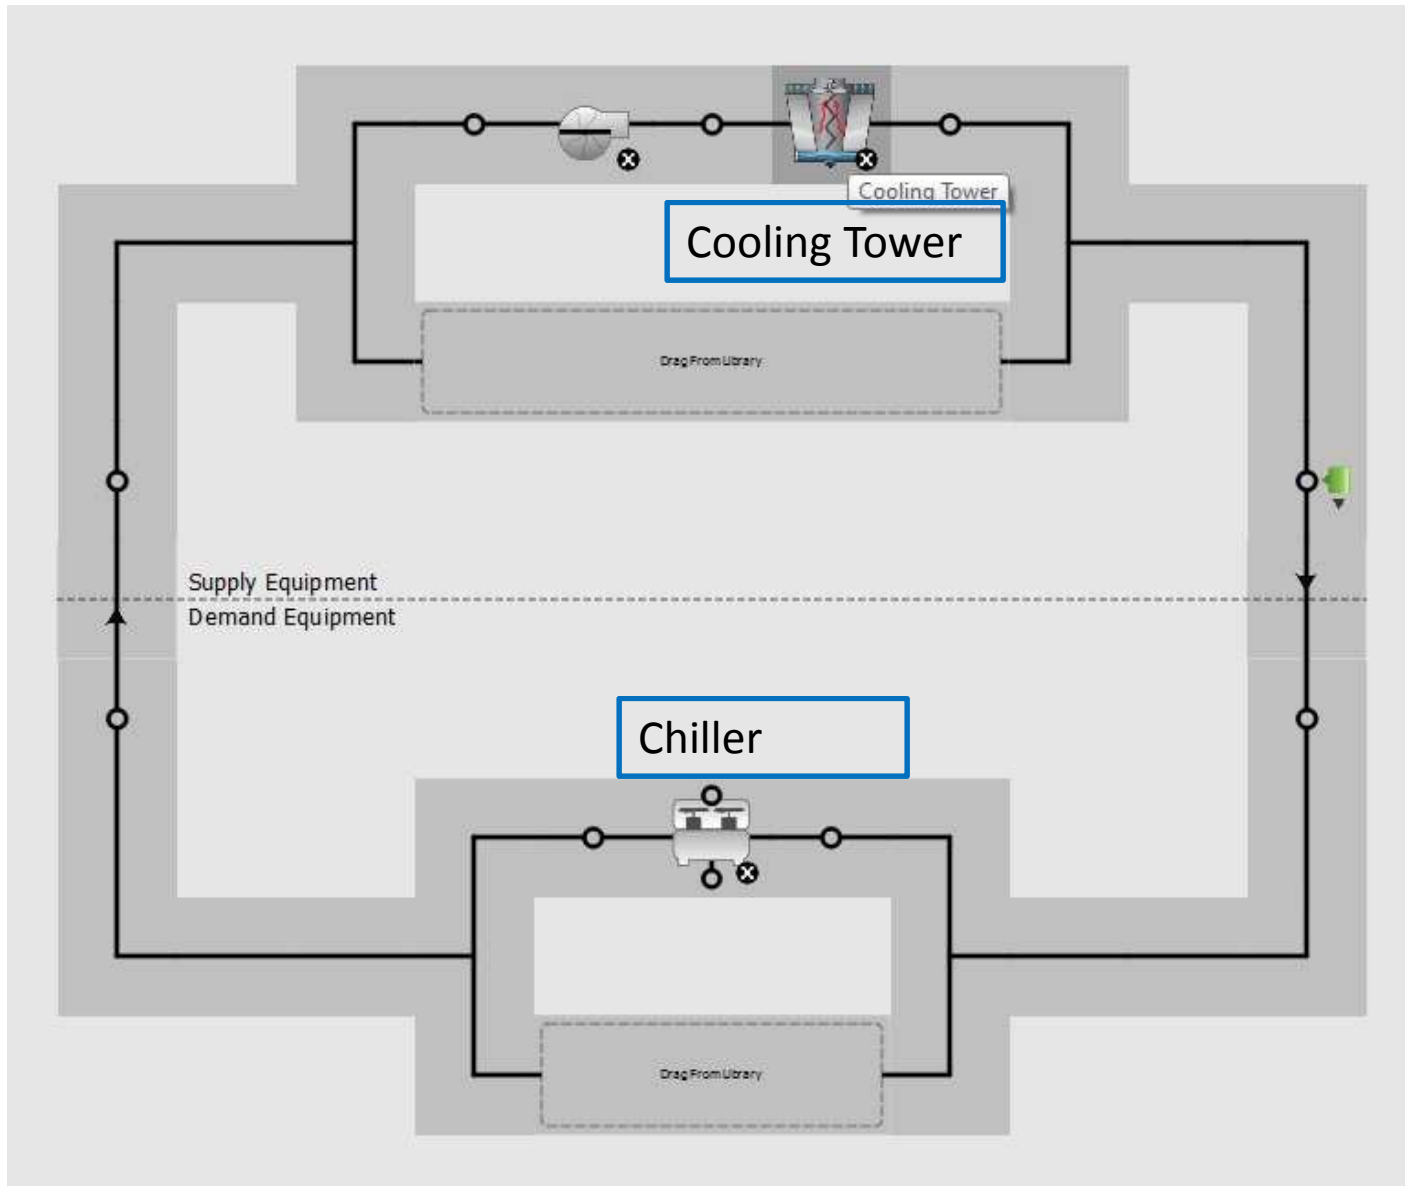 Cooling Tower
Cooling Tower
Drag From Library
Supply Equipment
Demand Equipment
Chiller
Drag From Library